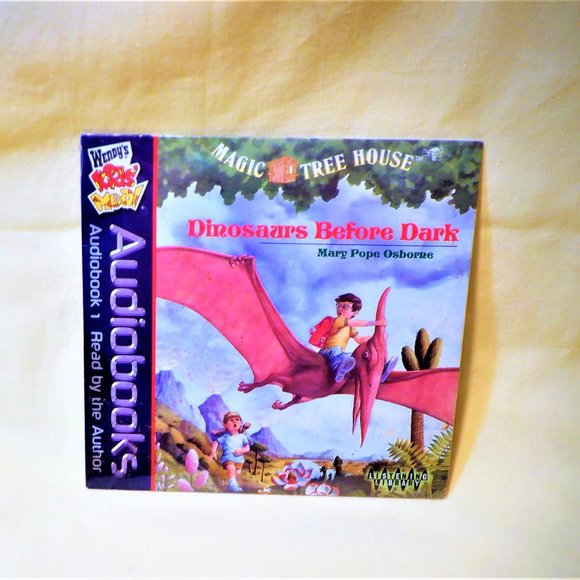 Wendy's
Kids'
Meal!
Audiobooks
Audiobook 1 Read by the Author
MAGIC TREE HOUSE™
Dinosaurs Before Dark
Mary Pope Osborne
LISTENING
LIBRARY